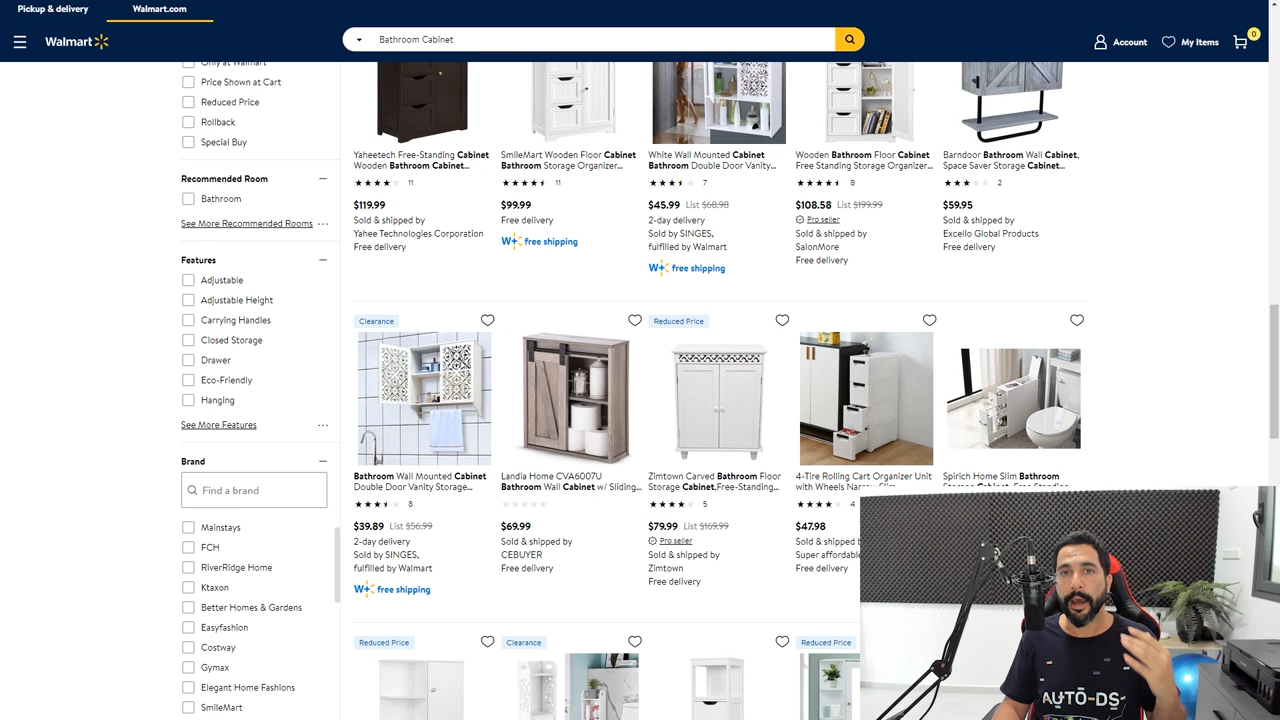 Pickup & delivery
Walmart.com
Walmart
Bathroom Cabinet
Account
My Items
0
Only at Walmart
Price Shown at Cart
Reduced Price
Rollback
Special Buy
Recommended Room
Bathroom
See More Recommended Rooms ...
Features
Adjustable
Adjustable Height
Carrying Handles
Closed Storage
Drawer
Eco-Friendly
Hanging
See More Features ...
Brand
Find a brand
Mainstays
FCH
RiverRidge Home
Ktaxon
Better Homes & Gardens
Easyfashion
Costway
Gymax
Elegant Home Fashions
SmileMart
Yaheetech Free-Standing Cabinet
Wooden Bathroom Cabinet...
11
$119.99
Sold & shipped by
Yahee Technologies Corporation
Free delivery
SmileMart Wooden Floor Cabinet
Bathroom Storage Organizer...
11
$99.99
Free delivery
W+ free shipping
White Wall Mounted Cabinet
Bathroom Double Door Vanity...
7
$45.99 List $68.98
2-day delivery
Sold by SINGES,
fulfilled by Walmart
W+ free shipping
Wooden Bathroom Floor Cabinet
Free Standing Storage Organizer...
8
$108.58 List $199.99
Pro seller
Sold & shipped by
SalonMore
Free delivery
Barndoor Bathroom Wall Cabinet,
Space Saver Storage Cabinet...
2
$59.95
Sold & shipped by
Excello Global Products
Free delivery
Clearance
Bathroom Wall Mounted Cabinet
Double Door Vanity Storage...
8
$39.89 List $56.99
2-day delivery
Sold by SINGES,
fulfilled by Walmart
W+ free shipping
Landia Home CVA6007U
Bathroom Wall Cabinet w/ Sliding...
$69.99
Sold & shipped by
CEBUYER
Free delivery
Reduced Price
Zimtown Carved Bathroom Floor
Storage Cabinet,Free-Standing...
5
$79.99 List $169.99
Pro seller
Sold & shipped by
Zimtown
Free delivery
4-Tire Rolling Cart Organizer Unit
with Wheels Narrow Slim
4
$47.98
Sold & shipped b
Super affordable
Free delivery
Spirich Home Slim Bathroom
Storage Cabinet, Free-Standing
Reduced Price
Clearance
Reduced Price
AUTO-DS